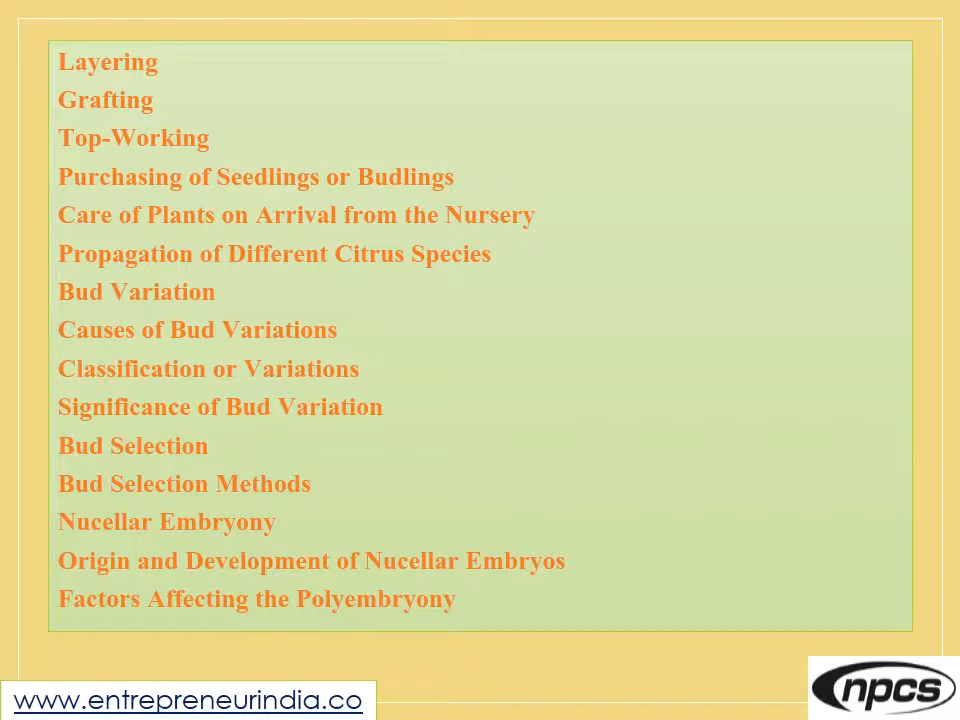 Layering
Grafting
Top-Working
Purchasing of Seedlings or Budlings
Care of Plants on Arrival from the Nursery
Propagation of Different Citrus Species
Bud Variation
Causes of Bud Variations
Classification or Variations
Significance of Bud Variation
Bud Selection
Bud Selection Methods
Nucellar Embryony
Origin and Development of Nucellar Embryos
Factors Affecting the Polyembryony
www.entrepreneurindia.co
npcs